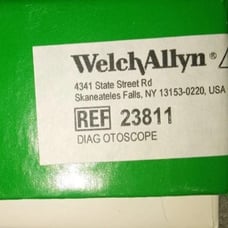 WelchAllyn®
4341 State Street Rd
Skaneateles Falls, NY 13153-0220, USA
REF 23811
DIAG OTOSCOPE